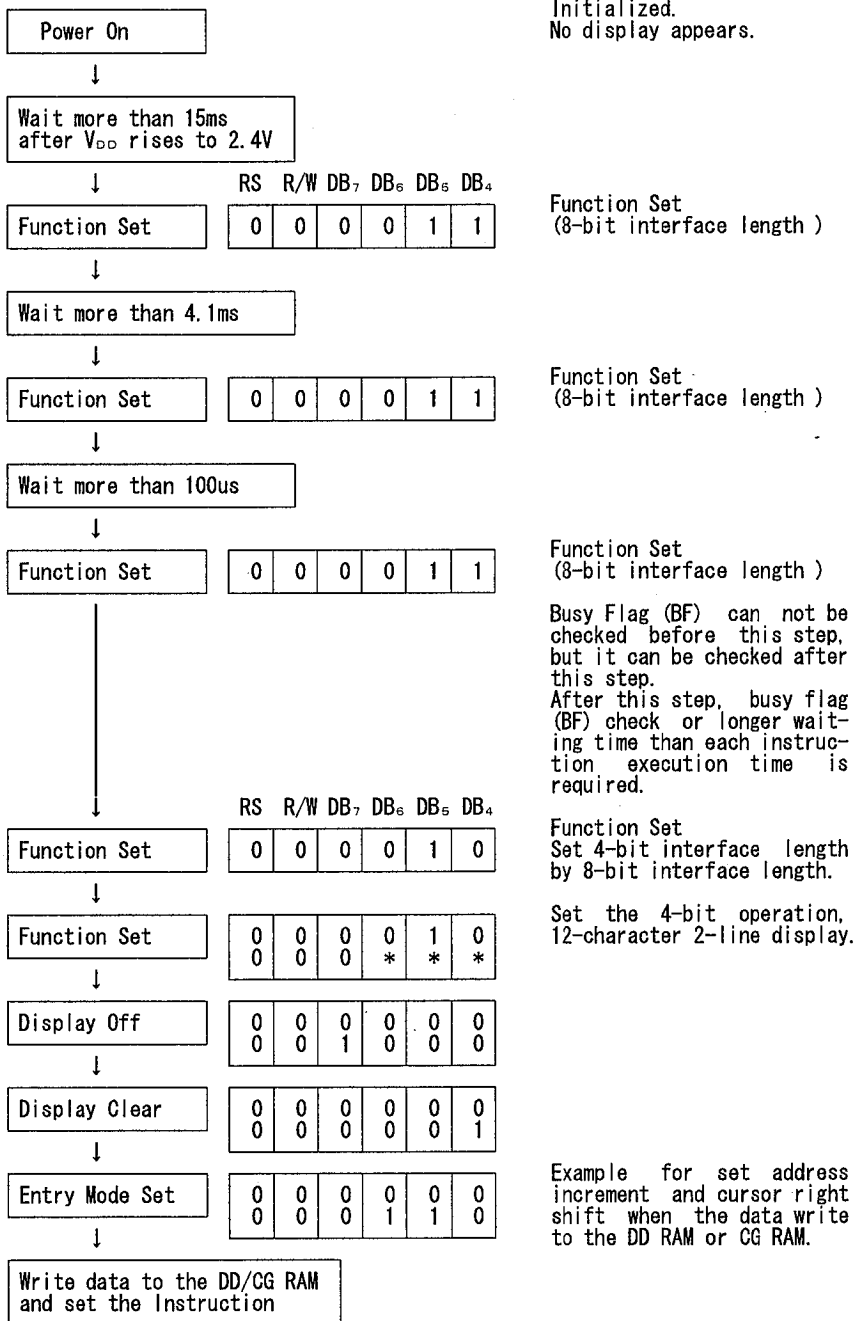 Initialized.
Power On
No display appears.
↓
Wait more than 15ms
after VDD rises to 2.4V
↓
RS R/W DB7 DB6 DB5 DB4
Function Set
0 0 0 0 1 1
Function Set
(8-bit interface length )
↓
Wait more than 4.1ms
↓
Function Set
0 0 0 0 1 1
Function Set
(8-bit interface length )
↓
Wait more than 100us
↓
Function Set
0 0 0 0 1 1
Function Set
(8-bit interface length )
Busy Flag (BF) can not be
checked before this step,
but it can be checked after
this step.
After this step, busy flag
(BF) check or longer wait-
ing time than each instruc-
tion execution time is
required.
↓
RS R/W DB7 DB6 DB5 DB4
Function Set
0 0 0 0 1 0
Function Set
Set 4-bit interface length
by 8-bit interface length.
↓
Function Set
0 0 0 0 1 0
0 0 0 * * *
Set the 4-bit operation,
12-character 2-line display.
↓
Display Off
0 0 0 0 0 0
0 0 1 0 0 0
↓
Display Clear
0 0 0 0 0 0
0 0 0 0 0 1
↓
Entry Mode Set
0 0 0 0 0 0
0 0 0 1 1 0
Example for set address
increment and cursor right
shift when the data write
to the DD RAM or CG RAM.
↓
Write data to the DD/CG RAM
and set the Instruction